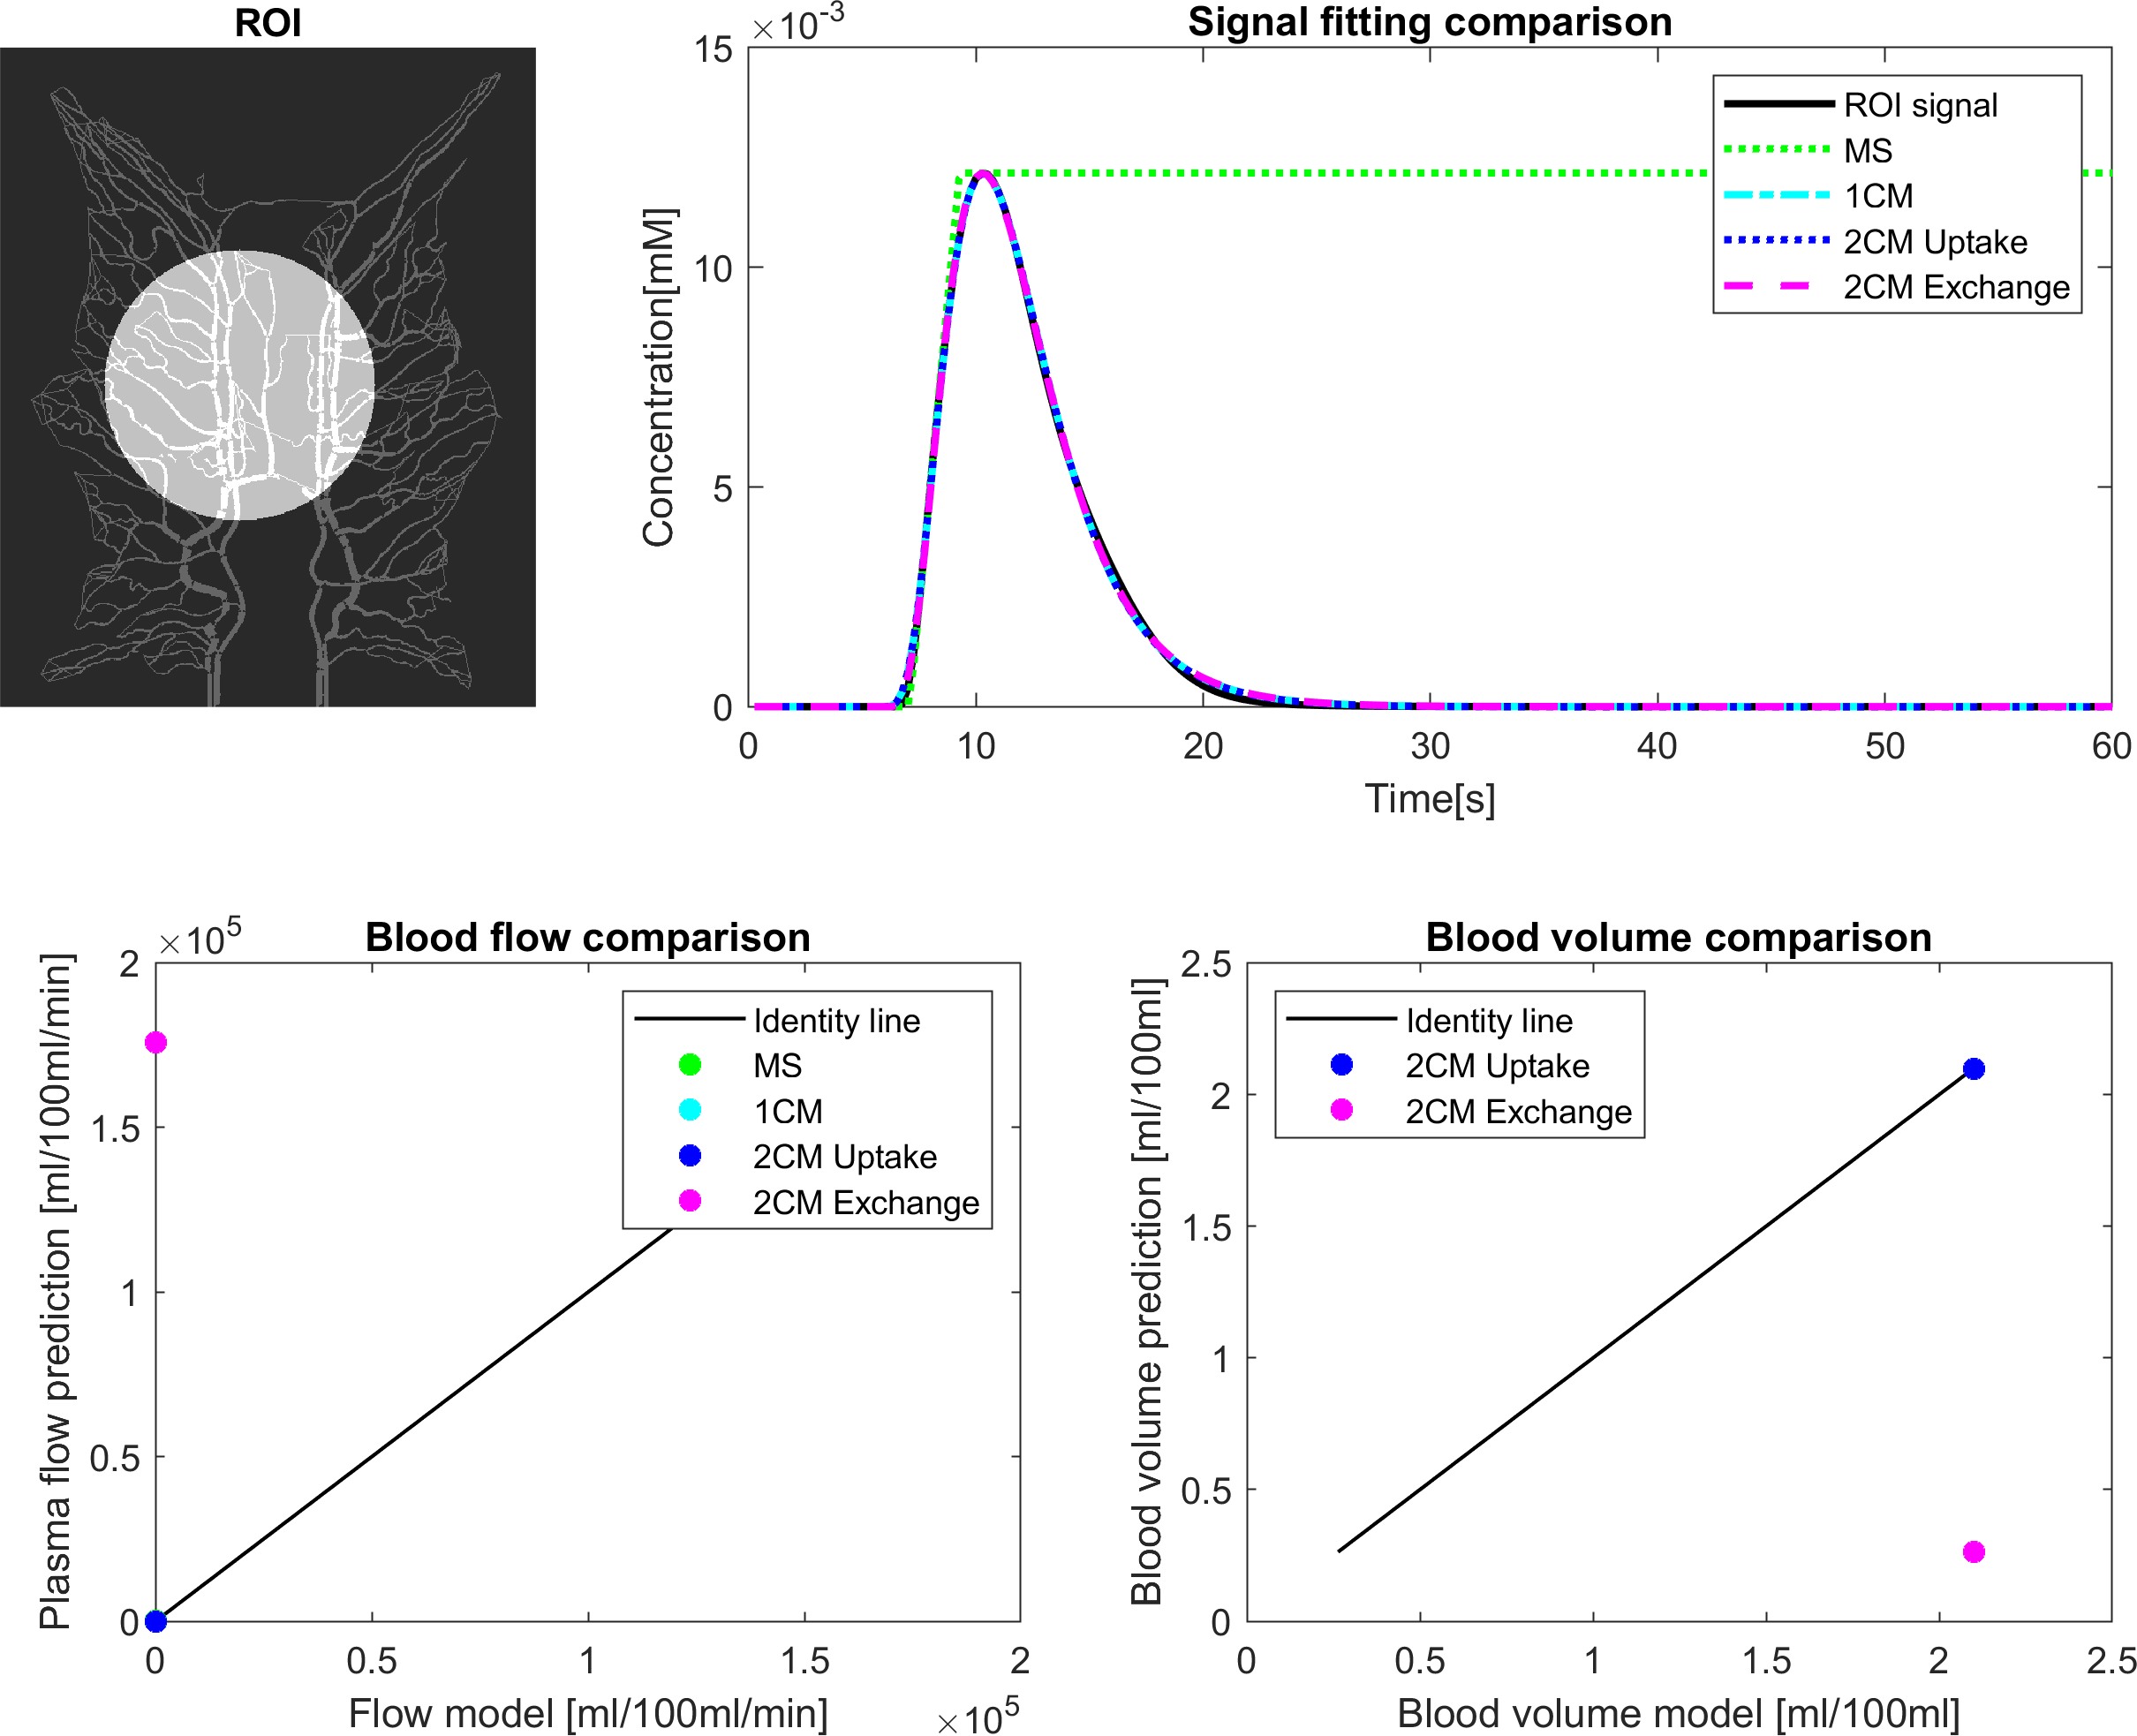 ROI
Signal fitting comparison
×10-3
15
10
5
0
Concentration[mM]
0 10 20 30 40 50 60
Time[s]
ROI signal
MS
1CM
2CM Uptake
2CM Exchange
Blood flow comparison
×105
2
1.5
1
0.5
0
Plasma flow prediction [ml/100ml/min]
0 0.5 1 1.5 2
Flow model [ml/100ml/min]
×105
Identity line
MS
1CM
2CM Uptake
2CM Exchange
Blood volume comparison
2.5
2
1.5
1
0.5
0
Blood volume prediction [ml/100ml]
0 0.5 1 1.5 2 2.5
Blood volume model [ml/100ml]
Identity line
2CM Uptake
2CM Exchange